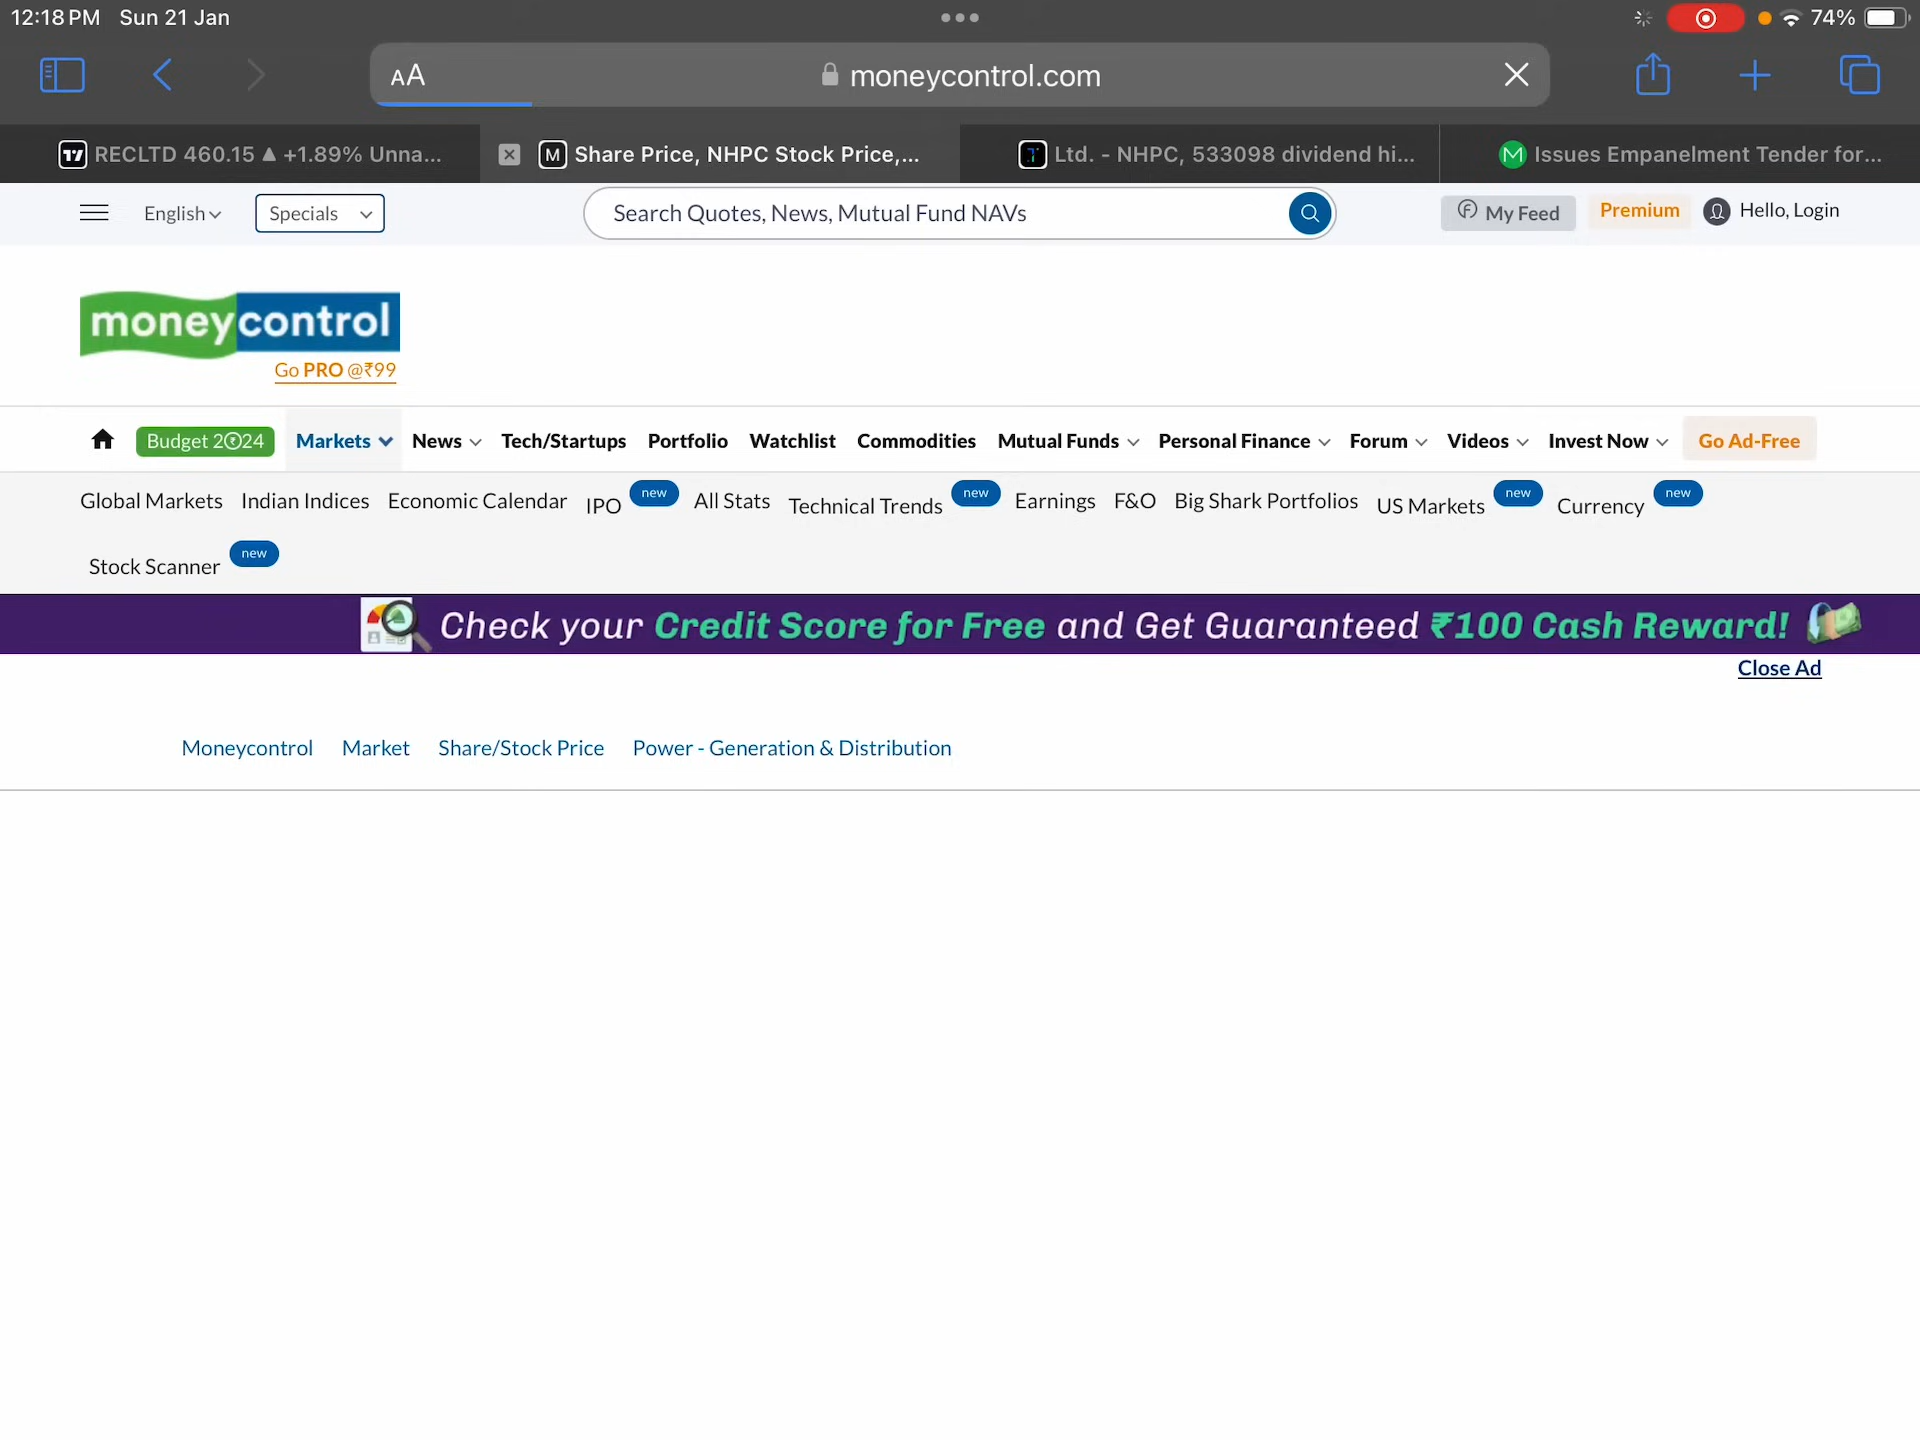 12:18 PM Sun 21 Jan
74%
AA
moneycontrol.com
RECLTD 460.15 ▲ +1.89% Unna...
M Share Price, NHPC Stock Price,...
Ltd. - NHPC, 533098 dividend hi...
M Issues Empanelment Tender for...
English
Specials
Search Quotes, News, Mutual Fund NAVs
My Feed
Premium
Hello, Login
moneycontrol
Go PRO @₹99
Budget 2₹24
Markets
News
Tech/Startups
Portfolio
Watchlist
Commodities
Mutual Funds
Personal Finance
Forum
Videos
Invest Now
Go Ad-Free
Global Markets
Indian Indices
Economic Calendar
IPO new
All Stats
Technical Trends new
Earnings
F&O
Big Shark Portfolios
US Markets new
Currency new
Stock Scanner new
Check your Credit Score for Free and Get Guaranteed ₹100 Cash Reward!
Close Ad
Moneycontrol
Market
Share/Stock Price
Power - Generation & Distribution